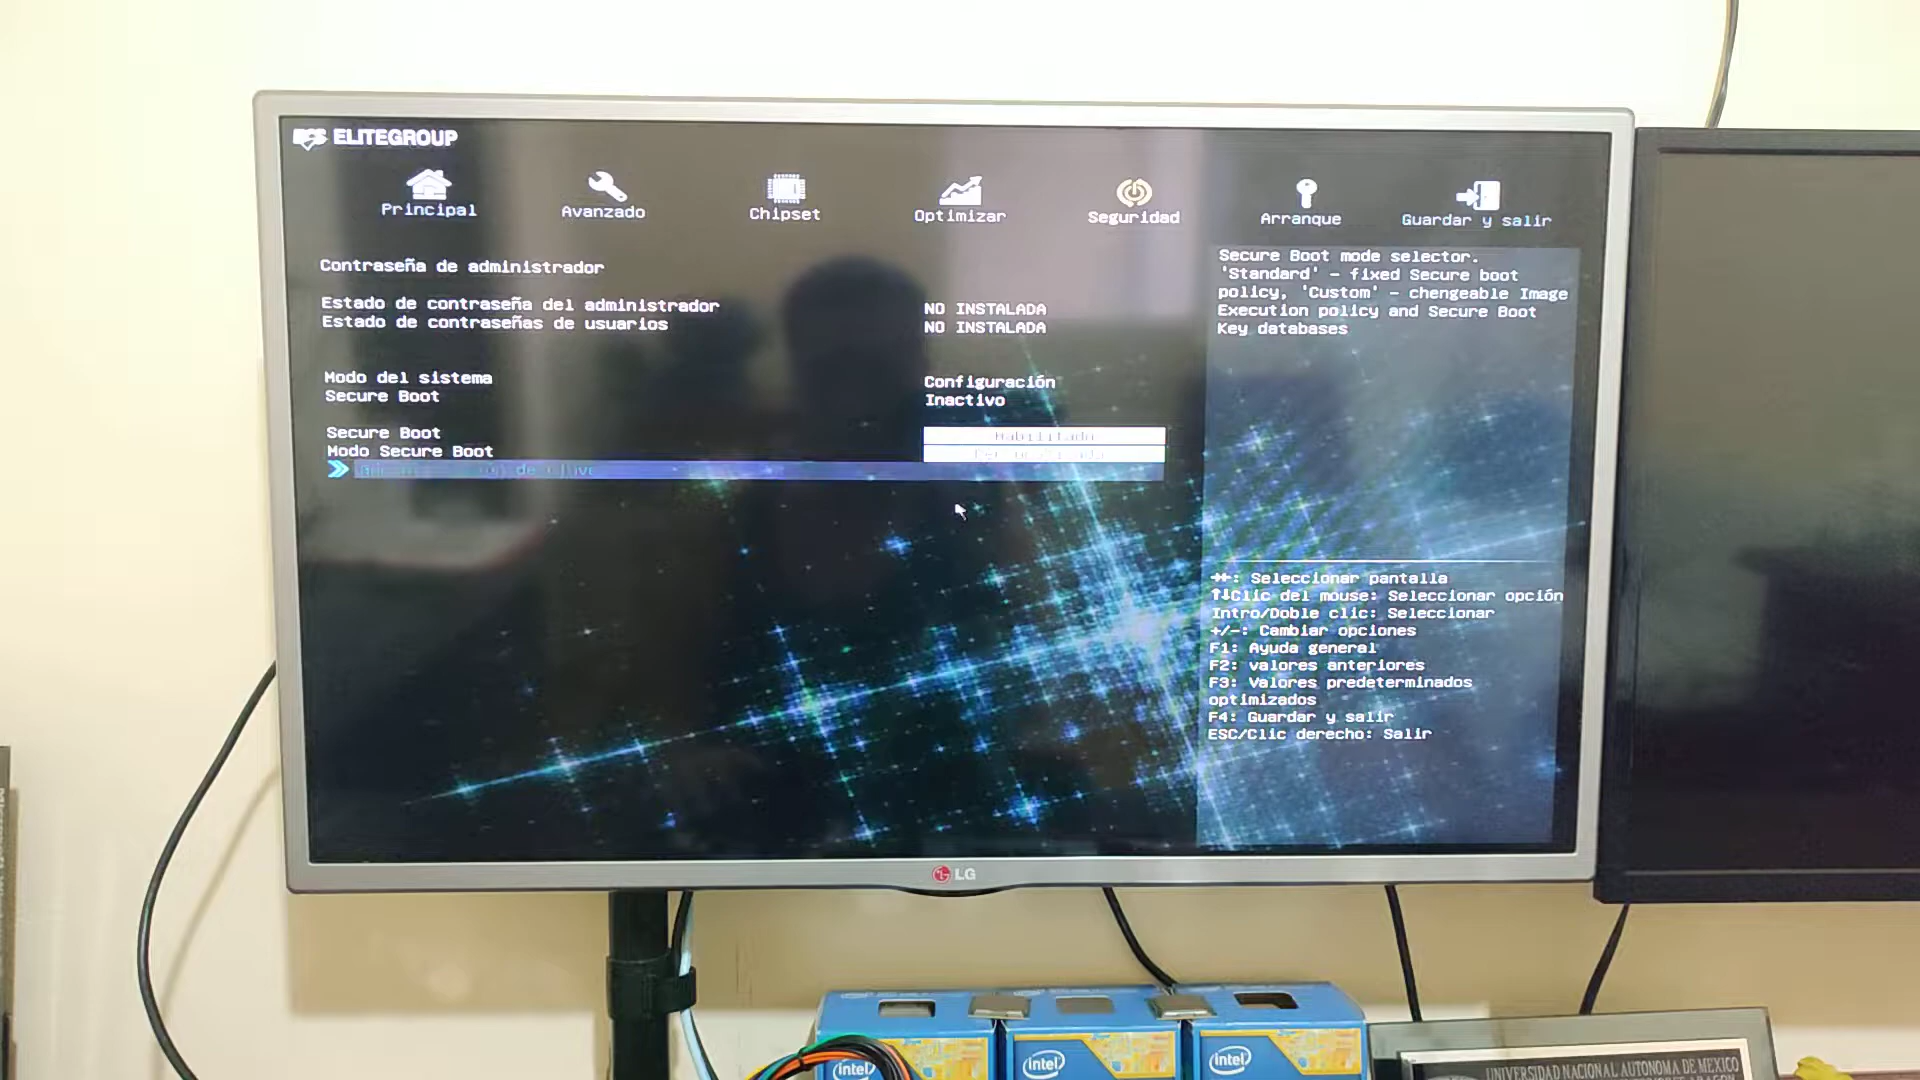 ECS ELITEGROUP
Principal
Avanzado
Chipset
Optimizar
Seguridad
Arranque
Guardar y salir
Contraseña de administrador
Estado de contraseña del administrador NO INSTALADA
Estado de contraseñas de usuarios NO INSTALADA
Modo del sistema Configuración
Secure Boot Inactivo
Secure Boot Habilitado
Modo Secure Boot
de clave
Secure Boot mode selector.
'Standard' - fixed Secure boot
policy, 'Custom' - chengeable Image
Execution policy and Secure Boot
Key databases
: Seleccionar pantalla
↑↓Clic del mouse: Seleccionar opción
Intro/Doble clic: Seleccionar
+/-: Cambiar opciones
F1: Ayuda general
F2: valores anteriores
F3: Valores predeterminados
optimizados
F4: Guardar y salir
ESC/Clic derecho: Salir
LG
intel
intel
intel
UNIVERSIDAD NACIONAL AUTONOMA DE MEXICO